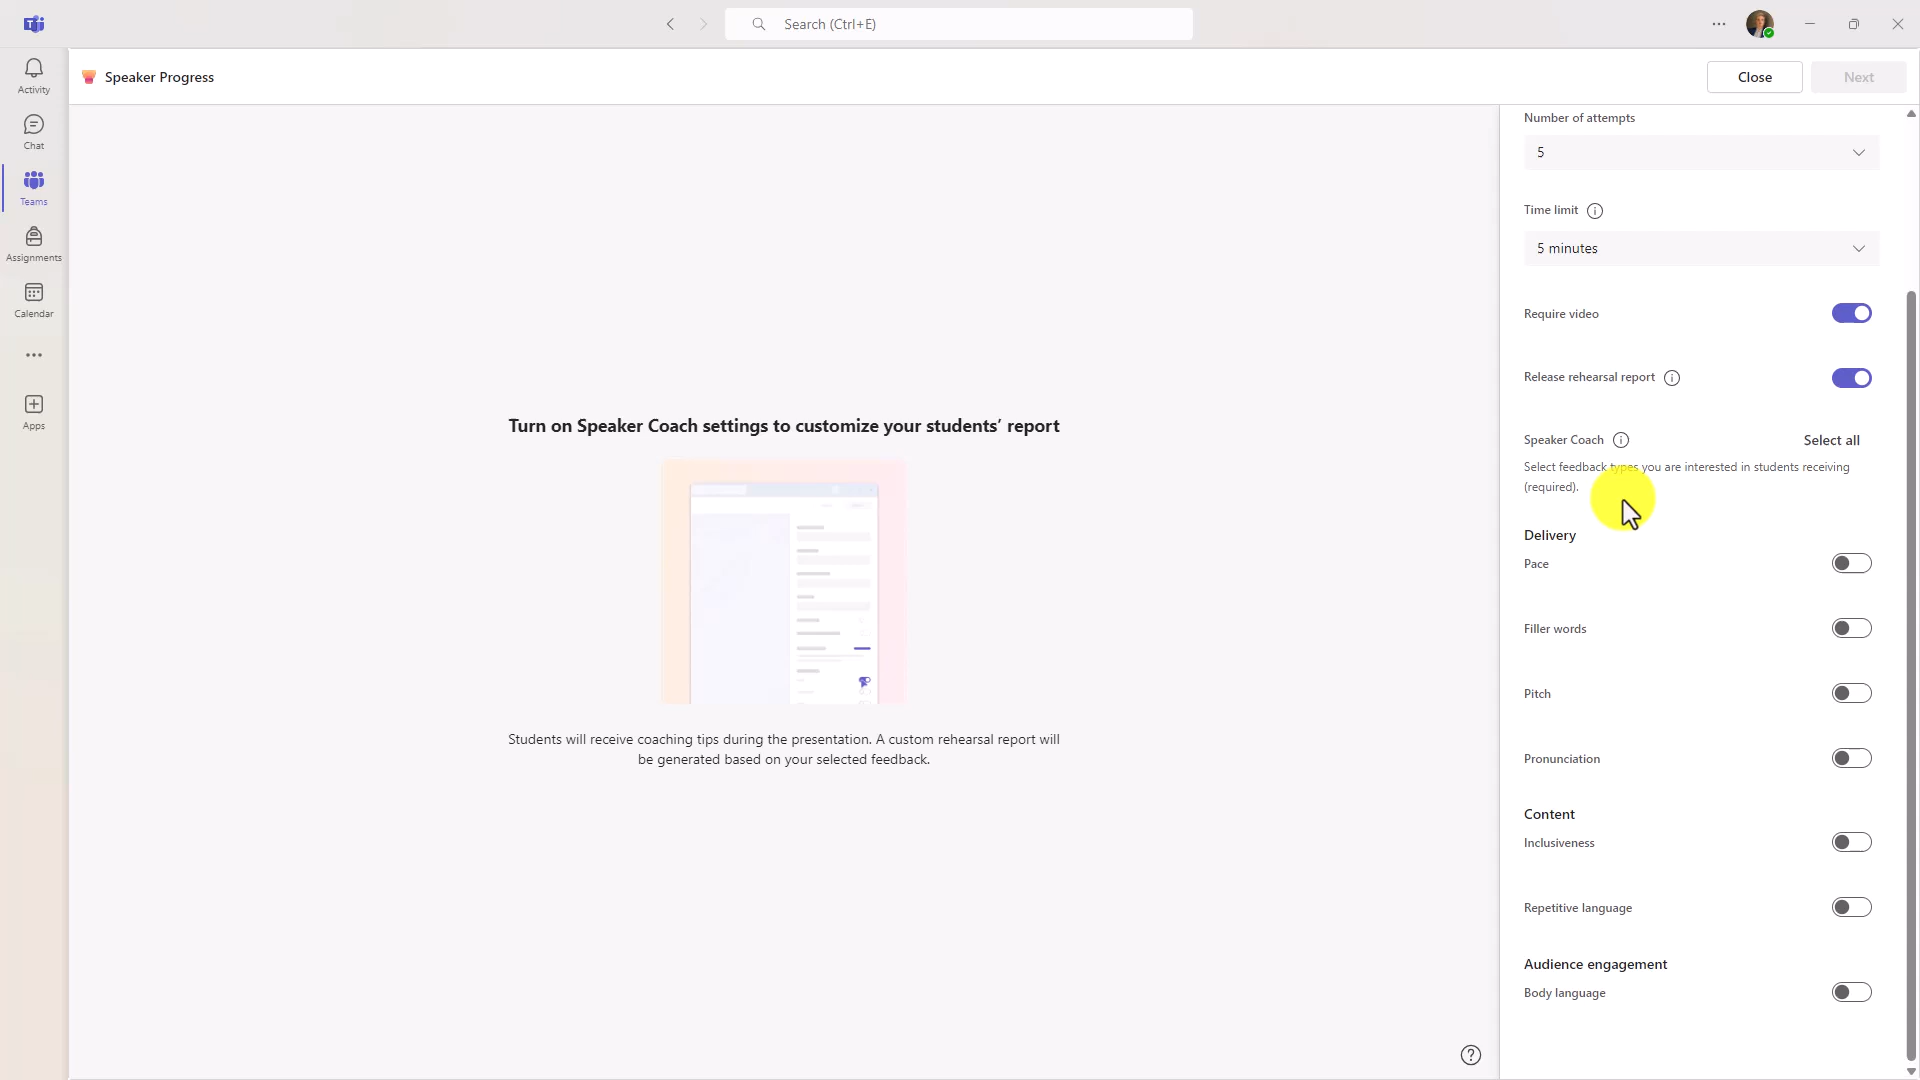 Search (Ctrl+E)
Activity
Chat
Teams
Assignments
Calendar
Apps
Speaker Progress
Close
Next
Turn on Speaker Coach settings to customize your students' report
Students will receive coaching tips during the presentation. A custom rehearsal report will
be generated based on your selected feedback.
Number of attempts
5
Time limit
5 minutes
Require video
Release rehearsal report
Speaker Coach
Select all
Select feedback types you are interested in students receiving
(required).
Delivery
Pace
Filler words
Pitch
Pronunciation
Content
Inclusiveness
Repetitive language
Audience engagement
Body language